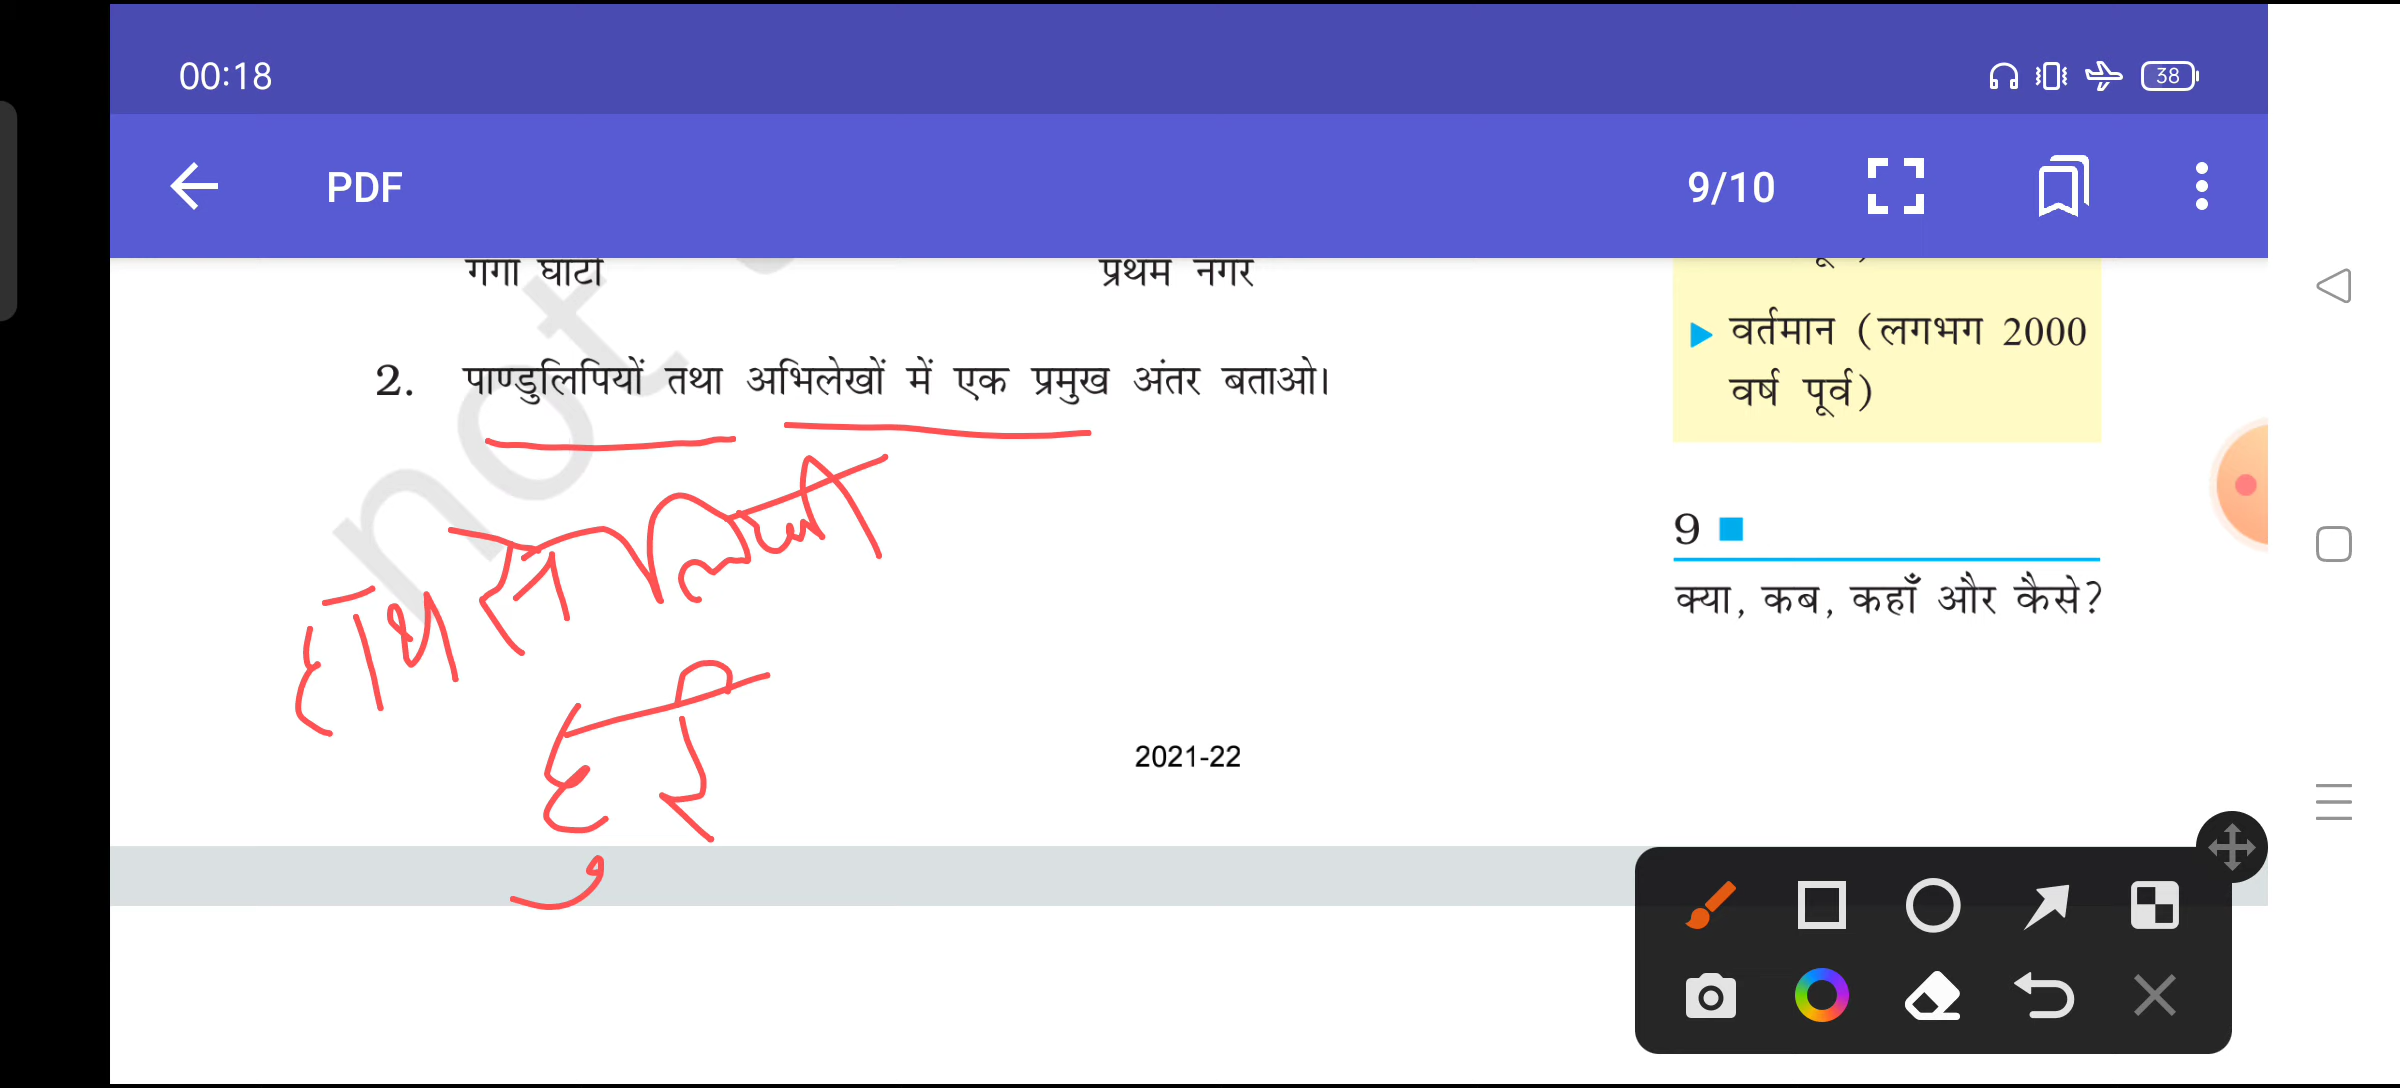 00:18
38
PDF
9/10
गंगा घाटी
प्रथम नगर
▶ वर्तमान (लगभग 2000
वर्ष पूर्व)
2. पाण्डुलिपियों तथा अभिलेखों में एक प्रमुख अंतर बताओ।
हाथ से लिखी
हुई
9 ■
क्या, कब, कहाँ और कैसे?
2021-22
not